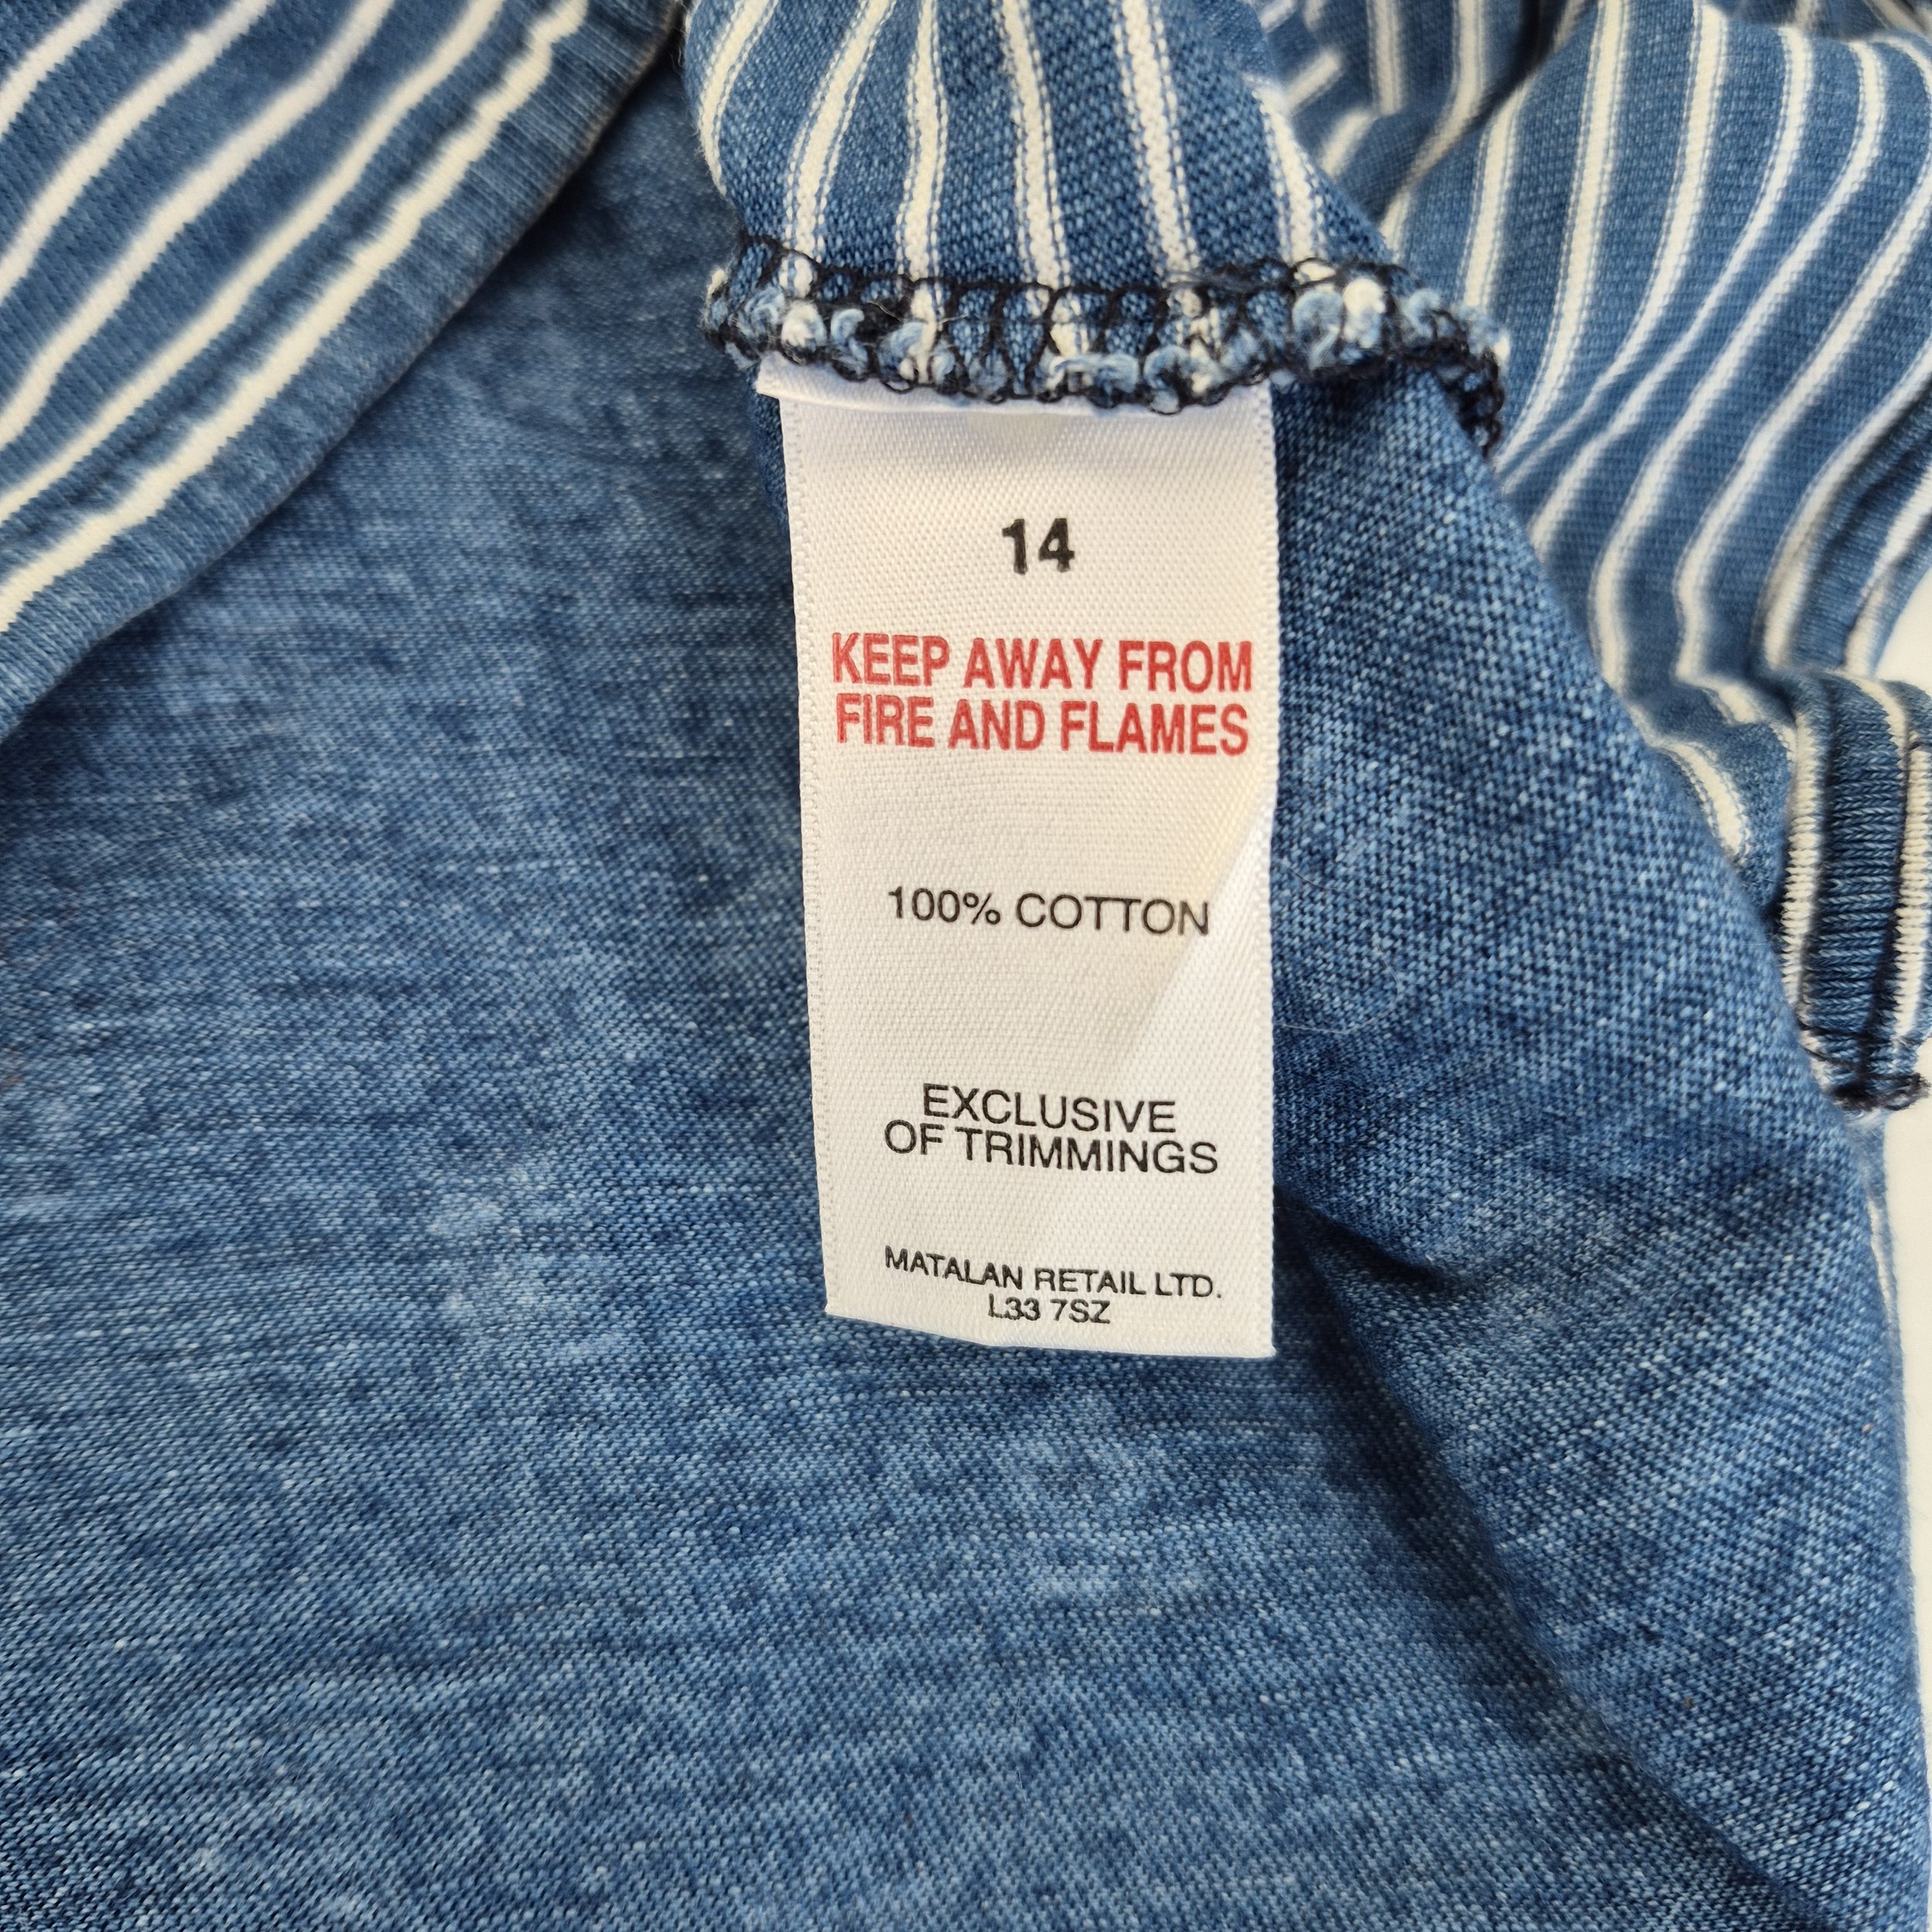 14
KEEP AWAY FROM
FIRE AND FLAMES
100% COTTON
EXCLUSIVE
OF TRIMMINGS
MATALAN RETAIL LTD.
L33 7SZ